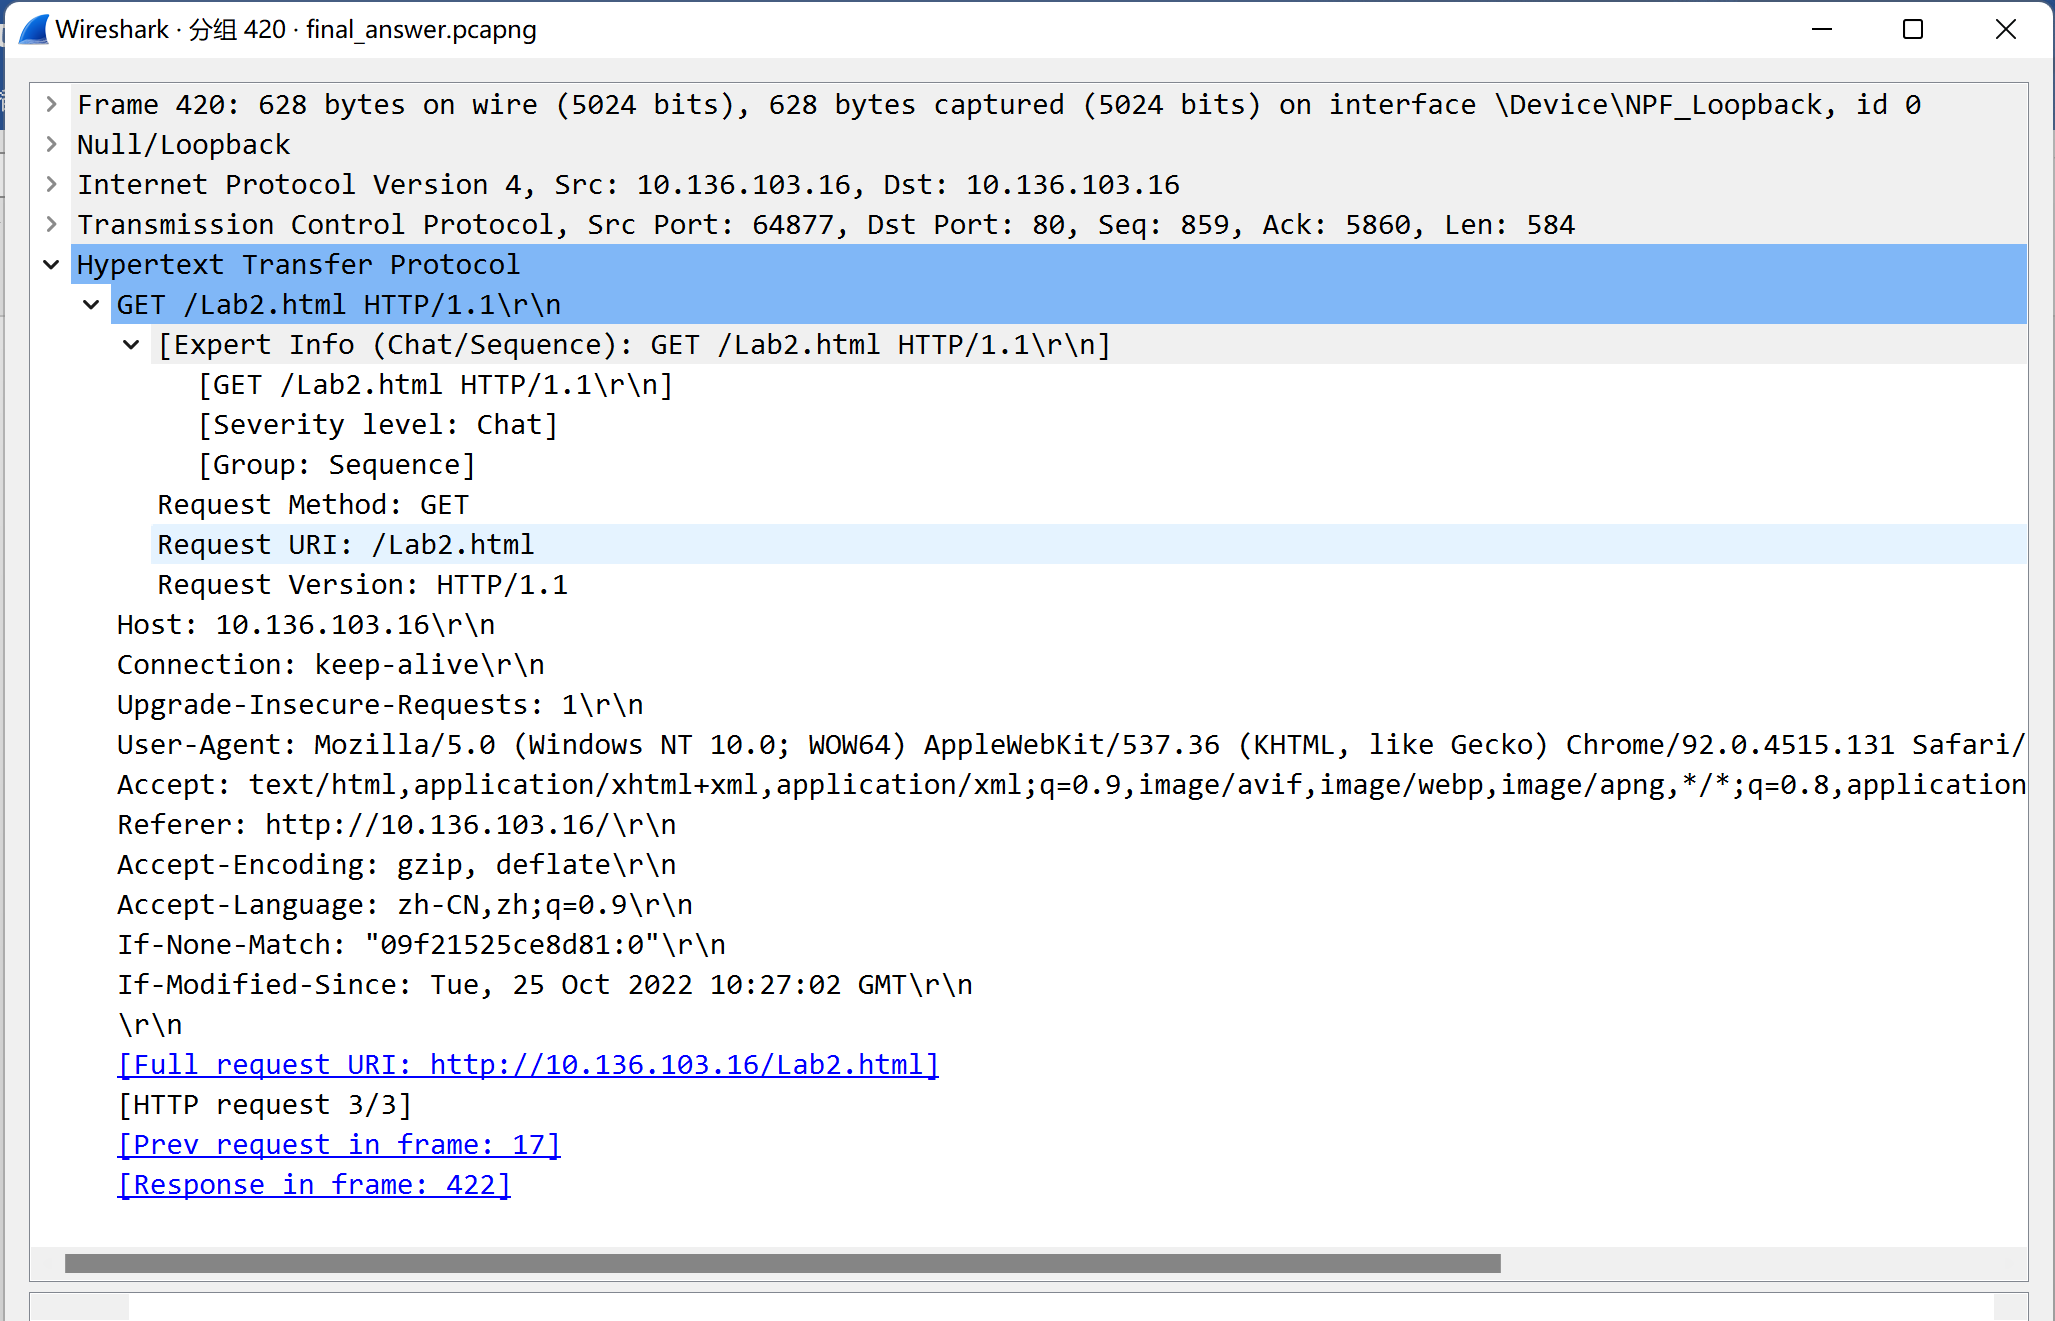 Wireshark · 分组 420 · final_answer.pcapng
Frame 420: 628 bytes on wire (5024 bits), 628 bytes captured (5024 bits) on interface \Device\NPF_Loopback, id 0
Null/Loopback
Internet Protocol Version 4, Src: 10.136.103.16, Dst: 10.136.103.16
Transmission Control Protocol, Src Port: 64877, Dst Port: 80, Seq: 859, Ack: 5860, Len: 584
Hypertext Transfer Protocol
GET /Lab2.html HTTP/1.1\r\n
[Expert Info (Chat/Sequence): GET /Lab2.html HTTP/1.1\r\n]
[GET /Lab2.html HTTP/1.1\r\n]
[Severity level: Chat]
[Group: Sequence]
Request Method: GET
Request URI: /Lab2.html
Request Version: HTTP/1.1
Host: 10.136.103.16\r\n
Connection: keep-alive\r\n
Upgrade-Insecure-Requests: 1\r\n
User-Agent: Mozilla/5.0 (Windows NT 10.0; WOW64) AppleWebKit/537.36 (KHTML, like Gecko) Chrome/92.0.4515.131 Safari/
Accept: text/html,application/xhtml+xml,application/xml;q=0.9,image/avif,image/webp,image/apng,*/*;q=0.8,application
Referer: http://10.136.103.16/\r\n
Accept-Encoding: gzip, deflate\r\n
Accept-Language: zh-CN,zh;q=0.9\r\n
If-None-Match: "09f21525ce8d81:0"\r\n
If-Modified-Since: Tue, 25 Oct 2022 10:27:02 GMT\r\n
\r\n
[Full request URI: http://10.136.103.16/Lab2.html]
[HTTP request 3/3]
[Prev request in frame: 17]
[Response in frame: 422]